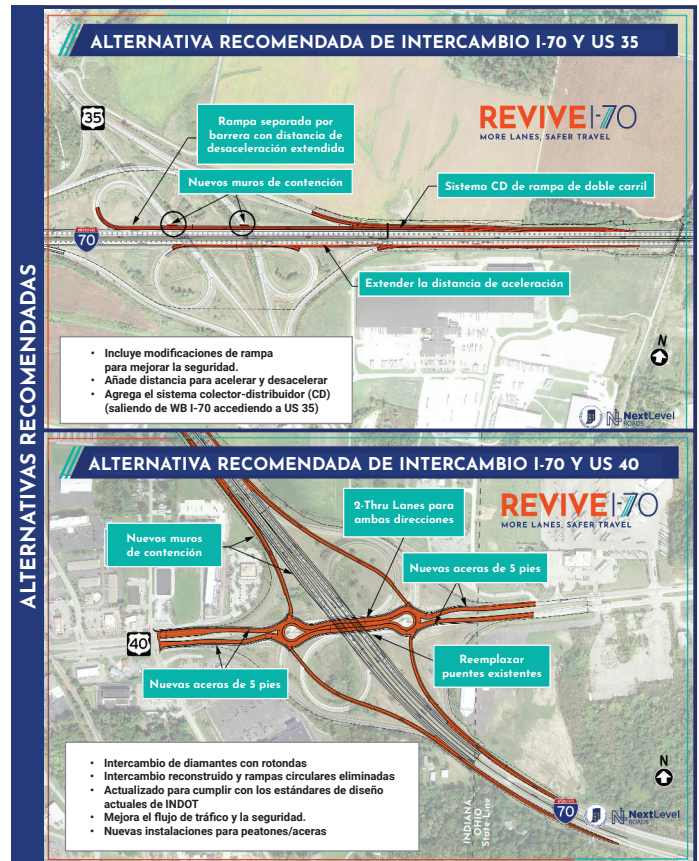 ALTERNATIVAS RECOMENDADAS
ALTERNATIVA RECOMENDADA DE INTERCAMBIO I-70 Y US 35
35
Rampa separada por
barrera con distancia de
desaceleración extendida
REVIVE I-70
MORE LANES, SAFER TRAVEL
Nuevos muros de contención
Sistema CD de rampa de doble carril
70
Extender la distancia de aceleración
N
• Incluye modificaciones de rampa
para mejorar la seguridad.
• Añade distancia para acelerar y desacelerar
• Agrega el sistema colector-distribuidor (CD)
(saliendo de WB I-70 accediendo a US 35)
NextLevel
ROADS
ALTERNATIVA RECOMENDADA DE INTERCAMBIO I-70 Y US 40
2-Thru Lanes para
ambas direcciones
REVIVE I-70
MORE LANES, SAFER TRAVEL
Nuevos muros
de contención
Nuevas aceras de 5 pies
40
Nuevas aceras de 5 pies
Reemplazar
puentes existentes
• Intercambio de diamantes con rotondas
• Intercambio reconstruido y rampas circulares eliminadas
• Actualizado para cumplir con los estándares de diseño
actuales de INDOT
• Mejora el flujo de tráfico y la seguridad.
• Nuevas instalaciones para peatones/aceras
INDIANA
OHIO
State Line
N
70
NextLevel
ROADS